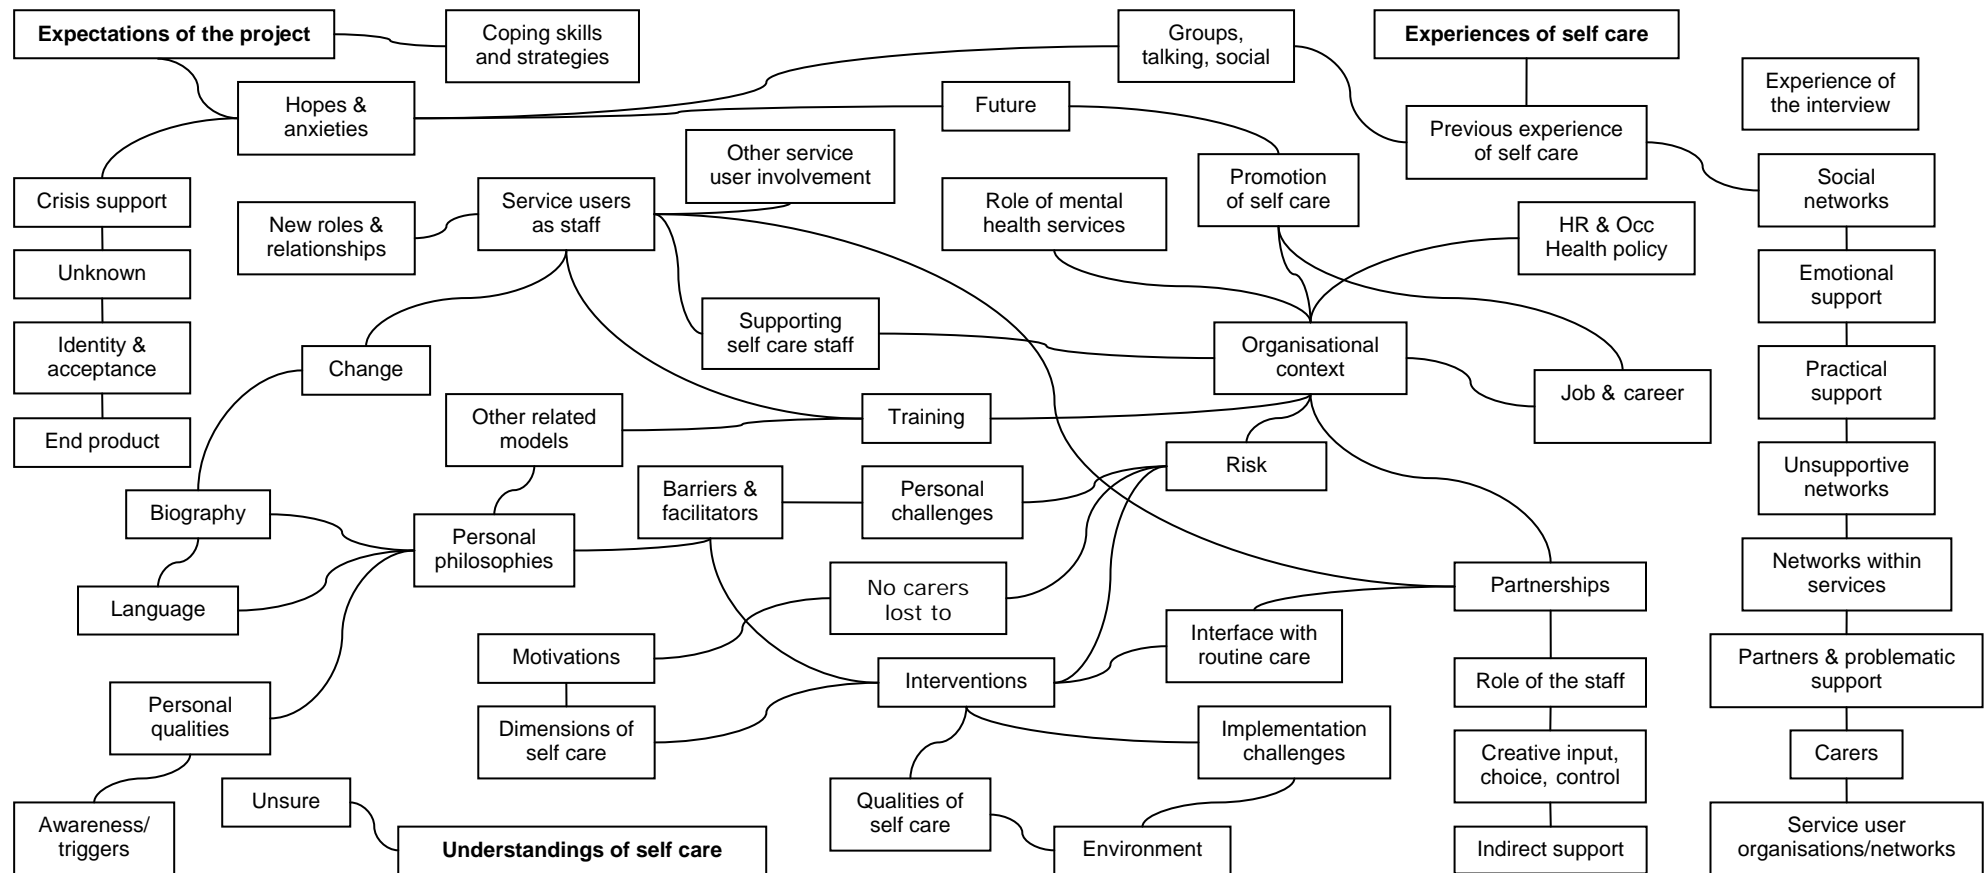 Expectations of the project
Coping skills
and strategies
Groups,
talking, social
Experiences of self care
Experience of
the interview
Hopes &
anxieties
Future
Previous experience
of self care
Other service
user involvement
Promotion
of self care
Social
networks
Crisis support
Service users
as staff
Role of mental
health services
New roles &
relationships
HR & Occ
Health policy
Unknown
Emotional
support
Supporting
self care staff
Identity &
acceptance
Organisational
context
Change
Practical
support
Job & career
Other related
models
Training
End product
Unsupportive
networks
Risk
Barriers &
facilitators
Personal
challenges
Biography
Personal
philosophies
Networks within
services
No carers
lost to
Partnerships
Language
Interface with
routine care
Motivations
Partners & problematic
support
Interventions
Role of the staff
Personal
qualities
Dimensions of
self care
Implementation
challenges
Creative input,
choice, control
Carers
Unsure
Qualities of
self care
Awareness/
triggers
Understandings of self care
Environment
Indirect support
Service user
organisations/networks